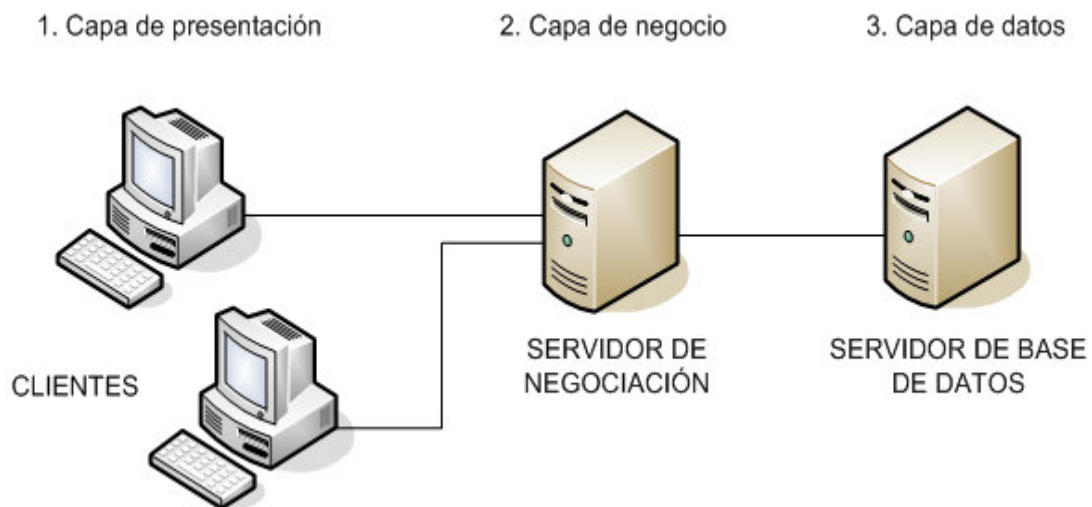 1. Capa de presentación
2. Capa de negocio
3. Capa de datos
CLIENTES
SERVIDOR DE
NEGOCIACIÓN
SERVIDOR DE BASE
DE DATOS